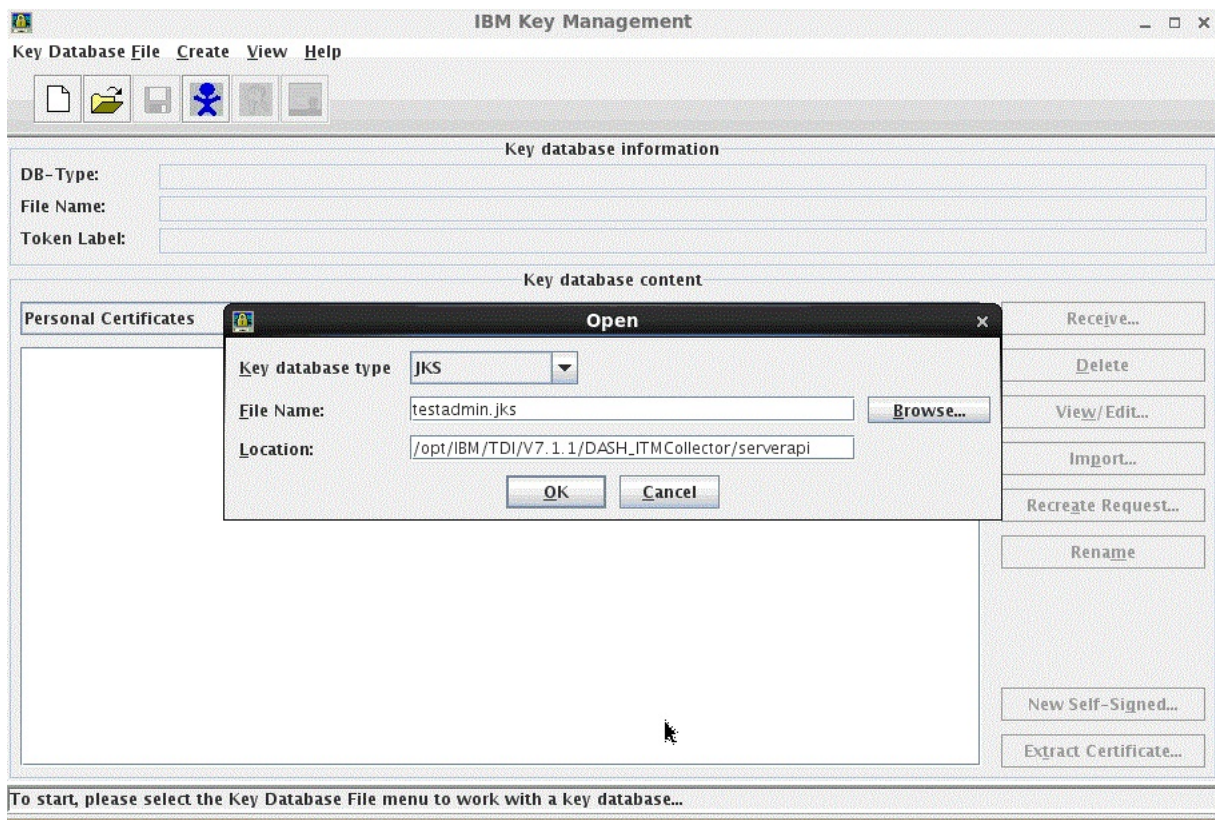 IBM Key Management
Key Database File Create View Help
Key database information
DB-Type:
File Name:
Token Label:
Key database content
Personal Certificates
Open
Key database type JKS
File Name: testadmin.jks Browse...
Location: /opt/IBM/TDI/V7.1.1/DASH_ITMCollector/serverapi
OK Cancel
Receive...
Delete
View/Edit...
Import...
Recreate Request...
Rename
New Self-Signed...
Extract Certificate...
To start, please select the Key Database File menu to work with a key database...